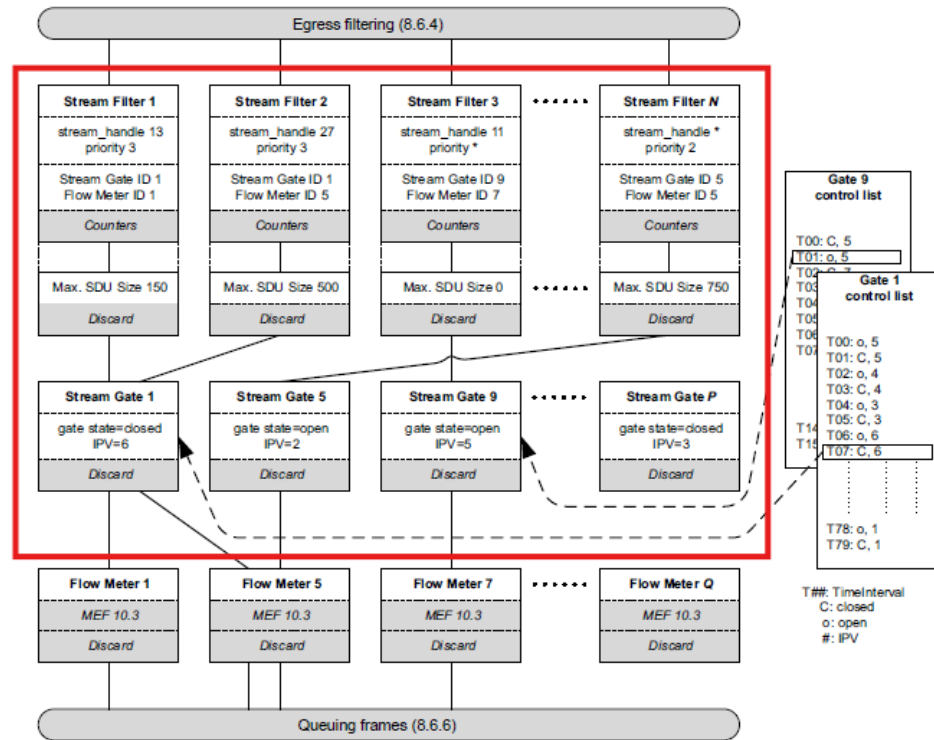 Egress filtering (8.6.4)
Stream Filter 1
stream_handle 13
priority 3
Stream Gate ID 1
Flow Meter ID 1
Counters
Max. SDU Size 150
Discard
Stream Filter 2
stream_handle 27
priority 3
Stream Gate ID 1
Flow Meter ID 5
Counters
Max. SDU Size 500
Discard
Stream Filter 3
stream_handle 11
priority *
Stream Gate ID 9
Flow Meter ID 7
Counters
Max. SDU Size 0
Discard
Stream Filter N
stream_handle *
priority 2
Stream Gate ID 5
Flow Meter ID 5
Counters
Max. SDU Size 750
Discard
Stream Gate 1
gate state=closed
IPV=6
Discard
Stream Gate 5
gate state=open
IPV=2
Discard
Stream Gate 9
gate state=open
IPV=5
Discard
Stream Gate P
gate state=closed
IPV=3
Discard
Flow Meter 1
MEF 10.3
Discard
Flow Meter 5
MEF 10.3
Discard
Flow Meter 7
MEF 10.3
Discard
Flow Meter Q
MEF 10.3
Discard
Queuing frames (8.6.6)
Gate 9
control list
T00: C, 5
T01: o, 5
T02: C, 7
T03
T04
T05
T06
T07
T14
T15
Gate 1
control list
T00: o, 5
T01: C, 5
T02: o, 4
T03: C, 4
T04: o, 3
T05: C, 3
T06: o, 6
T07: C, 6
T78: o, 1
T79: C, 1
T##: TimeInterval
C: closed
o: open
#: IPV